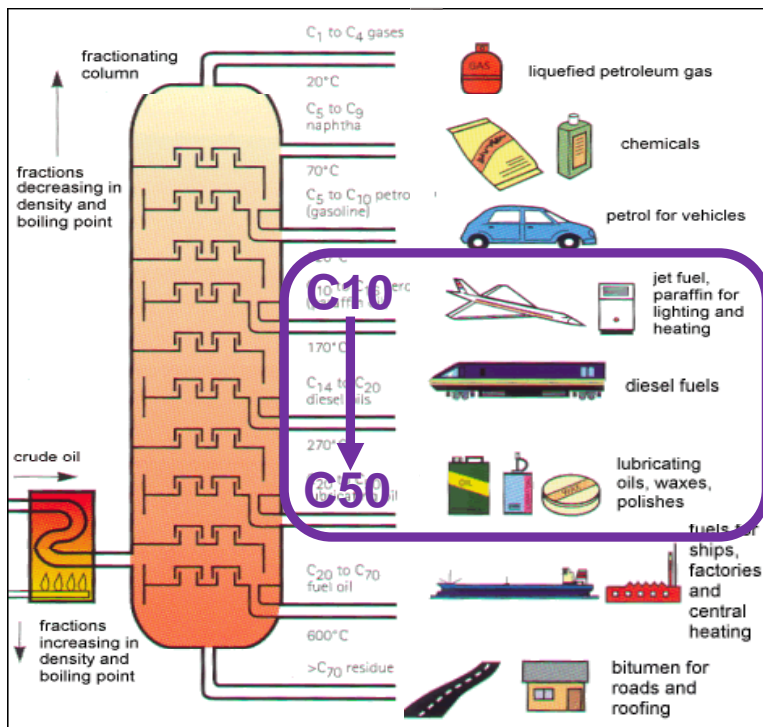 fractionating
column
fractions
decreasing in
density and
boiling point
crude oil
fractions
increasing in
density and
boiling point
C₁ to C₄ gases
20°C
C₅ to C₉
naphtha
70°C
C₅ to C₁₀
(gasoline)
C10
170°C
C₁₄ to C₂₀
diesel oils
270°C
C50
C₂₀ to C₇₀
fuel oil
600°C
>C₇₀ residue
GAS
liquefied petroleum gas
chemicals
petrol for vehicles
jet fuel,
paraffin for
lighting and
heating
diesel fuels
OIL
WAX
lubricating
oils, waxes,
polishes
fuels for
ships,
factories
and
central
heating
bitumen for
roads and
roofing